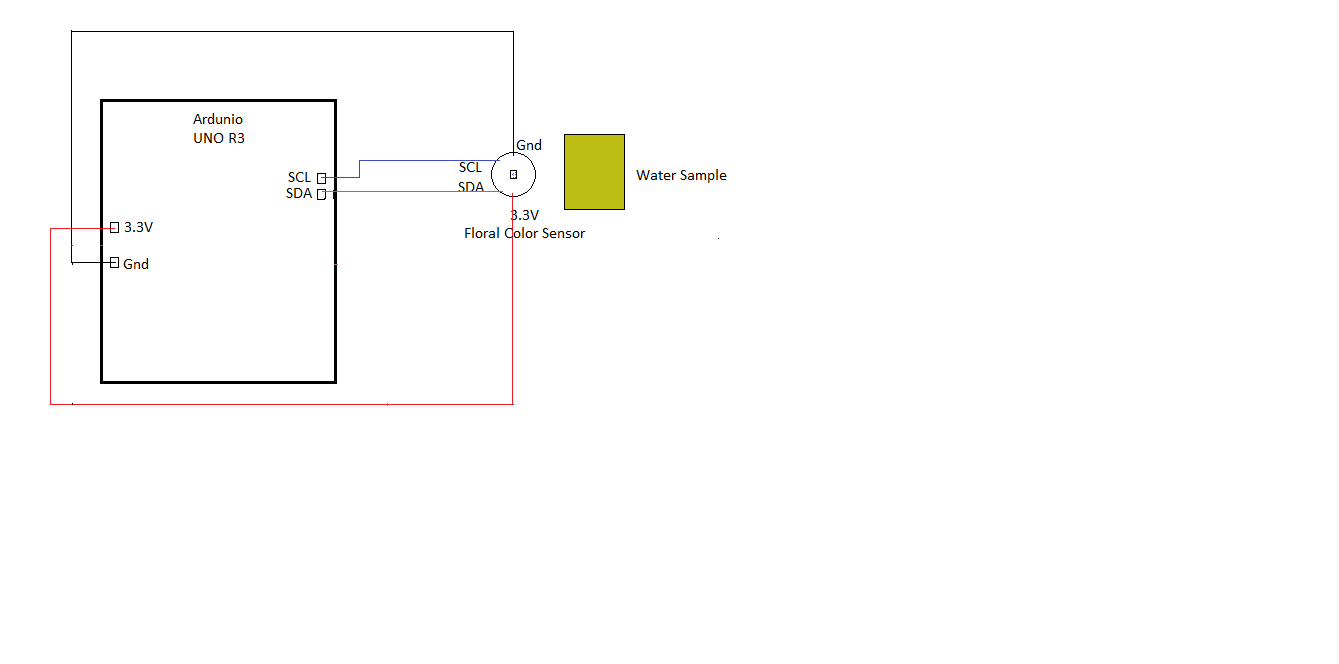 Ardunio
UNO R3
Gnd
SCL
SCL
Water Sample
SDA
SDA
3.3V
3.3V
Floral Color Sensor
Gnd